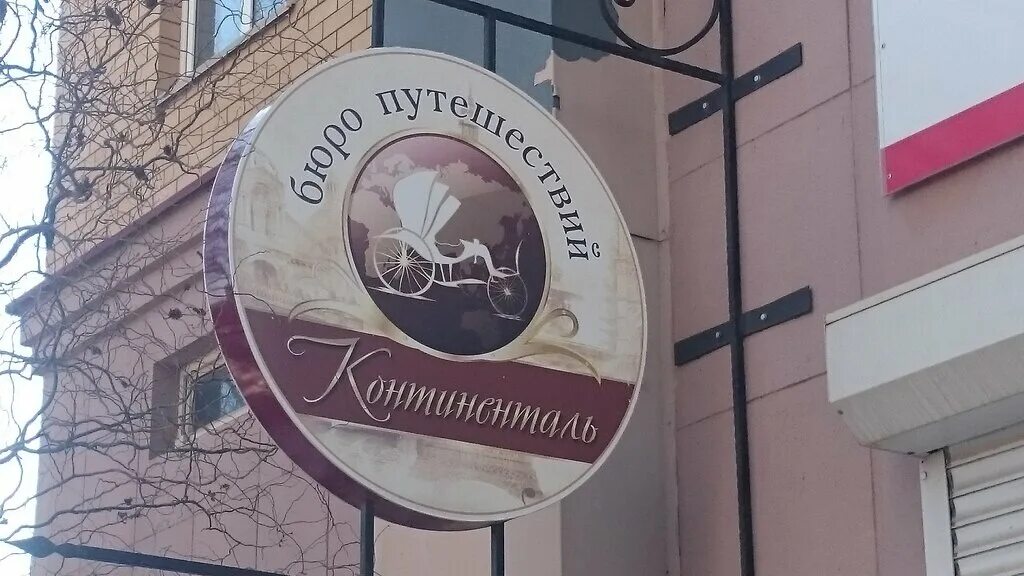 бюро путешествий
Континенталь